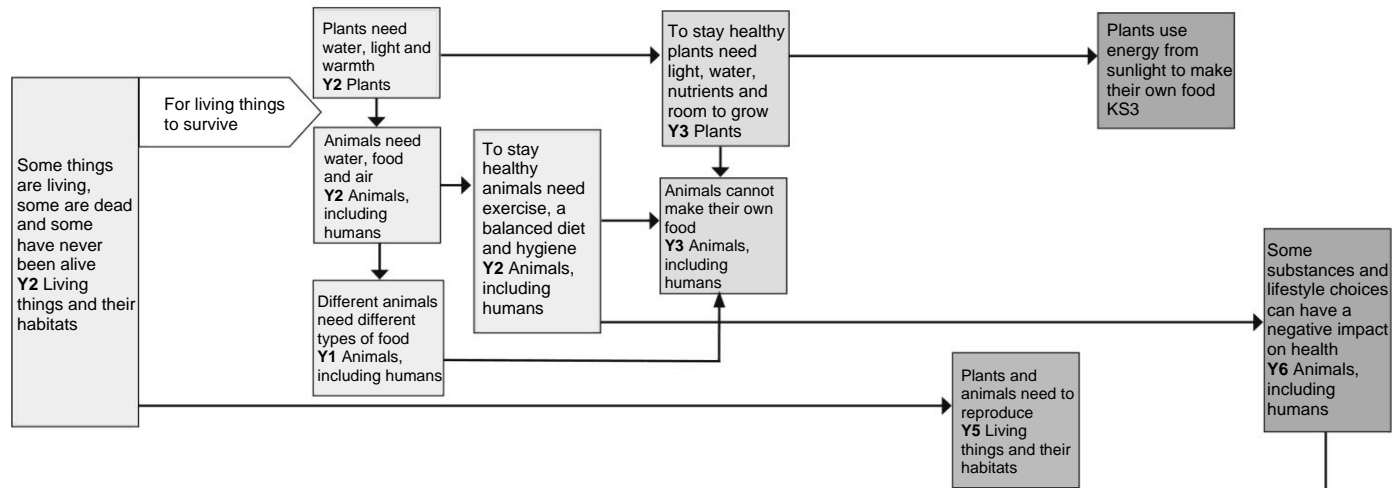 Some things
are living,
some are dead
and some
have never
been alive
Y2 Living
things and their
habitats
For living things
to survive
Plants need
water, light and
warmth
Y2 Plants
Animals need
water, food
and air
Y2 Animals,
including
humans
Different animals
need different
types of food
Y1 Animals,
including humans
To stay
healthy
animals need
exercise, a
balanced diet
and hygiene
Y2 Animals,
including
humans
To stay healthy
plants need
light, water,
nutrients and
room to grow
Y3 Plants
Animals cannot
make their own
food
Y3 Animals,
including
humans
Plants and
animals need to
reproduce
Y5 Living
things and their
habitats
Plants use
energy from
sunlight to make
their own food
KS3
Some
substances and
lifestyle choices
can have a
negative impact
on health
Y6 Animals,
including
humans